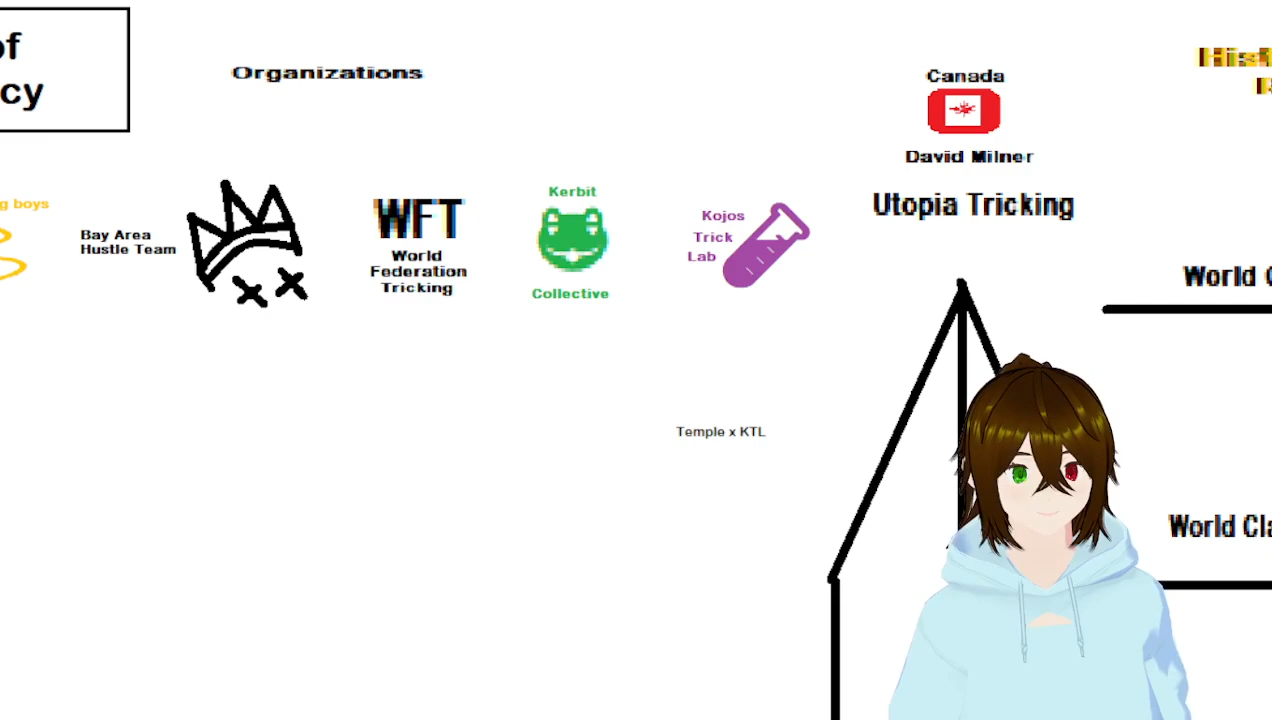 of
cy
Organizations
g boys
Bay Area
Hustle Team
WFT
World
Federation
Tricking
Kerbit
Collective
Kojos
Trick
Lab
Temple x KTL
Canada
David Milner
Utopia Tricking
Hist
World C
World Cla